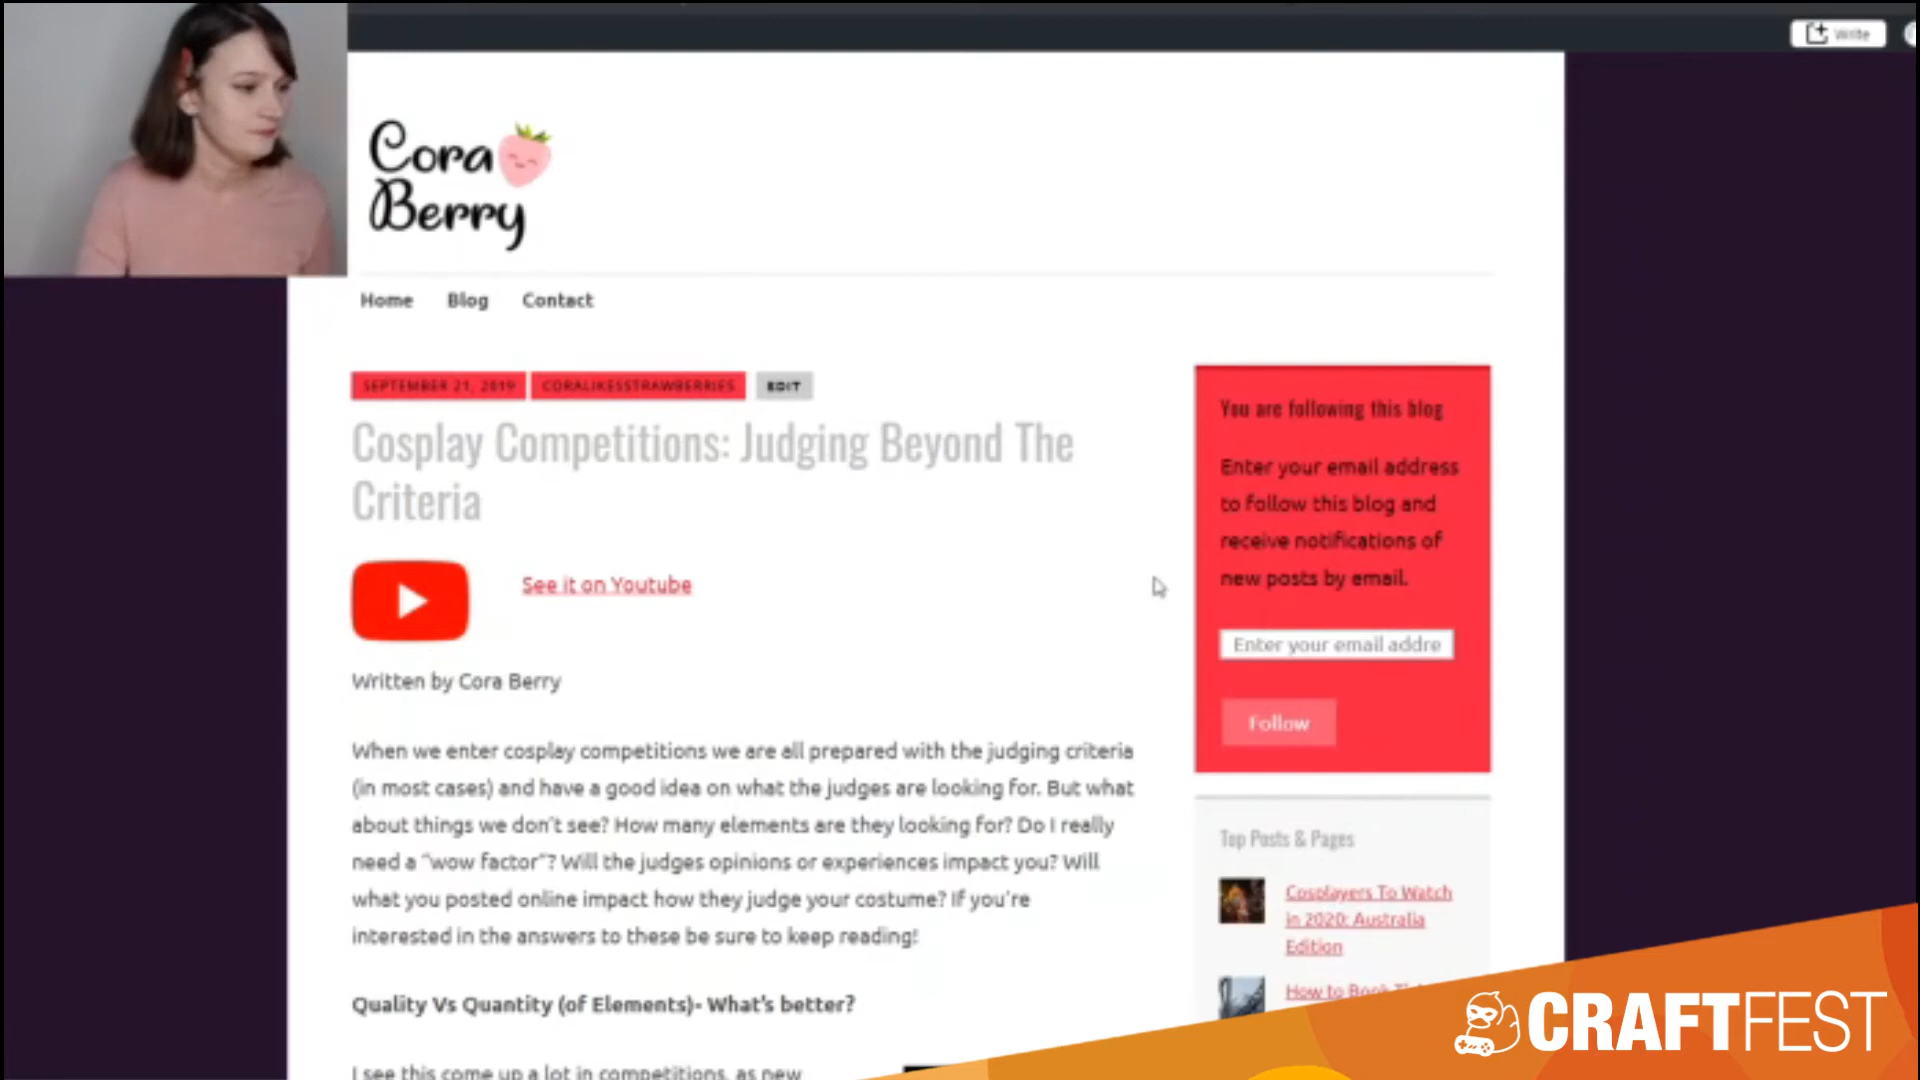 Write
Cora
Berry
Home
Blog
Contact
SEPTEMBER 21, 2019
CORALIKESSTRAWBERRIES
EDIT
Cosplay Competitions: Judging Beyond The
Criteria
See it on Youtube
Written by Cora Berry
When we enter cosplay competitions we are all prepared with the judging criteria
(in most cases) and have a good idea on what the judges are looking for. But what
about things we don't see? How many elements are they looking for? Do I really
need a "wow factor"? Will the judges opinions or experiences impact you? Will
what you posted online impact how they judge your costume? If you're
interested in the answers to these be sure to keep reading!
Quality Vs Quantity (of Elements)- What's better?
I see this come up a lot in competitions, as new
You are following this blog
Enter your email address
to follow this blog and
receive notifications of
new posts by email.
Enter your email addre
Follow
Top Posts & Pages
Cosplayers To Watch
in 2020: Australia
Edition
How to Book
CRAFTFEST